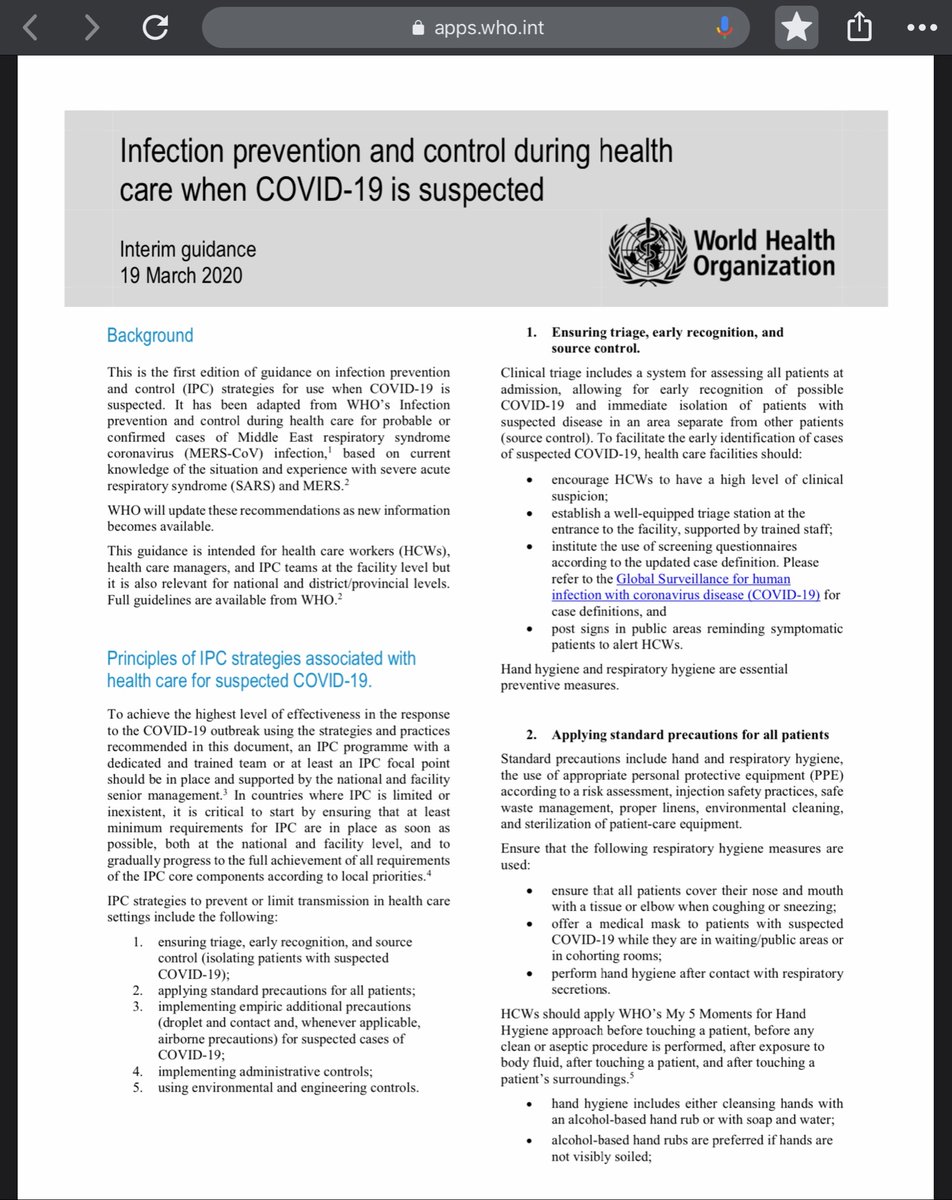 apps.who.int
Infection prevention and control during health
care when COVID-19 is suspected
Interim guidance
19 March 2020
World Health
Organization
Background
This is the first edition of guidance on infection prevention
and control (IPC) strategies for use when COVID-19 is
suspected. It has been adapted from WHO's Infection
prevention and control during health care for probable or
confirmed cases of Middle East respiratory syndrome
coronavirus (MERS-CoV) infection,¹ based on current
knowledge of the situation and experience with severe acute
respiratory syndrome (SARS) and MERS.²
WHO will update these recommendations as new information
becomes available.
This guidance is intended for health care workers (HCWs),
health care managers, and IPC teams at the facility level but
it is also relevant for national and district/provincial levels.
Full guidelines are available from WHO.²
Principles of IPC strategies associated with
health care for suspected COVID-19.
To achieve the highest level of effectiveness in the response
to the COVID-19 outbreak using the strategies and practices
recommended in this document, an IPC programme with a
dedicated and trained team or at least an IPC focal point
should be in place and supported by the national and facility
senior management.³ In countries where IPC is limited or
inexistent, it is critical to start by ensuring that at least
minimum requirements for IPC are in place as soon as
possible, both at the national and facility level, and to
gradually progress to the full achievement of all requirements
of the IPC core components according to local priorities.⁴
IPC strategies to prevent or limit transmission in health care
settings include the following:
1. ensuring triage, early recognition, and source
control (isolating patients with suspected
COVID-19);
2. applying standard precautions for all patients;
3. implementing empiric additional precautions
(droplet and contact and, whenever applicable,
airborne precautions) for suspected cases of
COVID-19;
4. implementing administrative controls;
5. using environmental and engineering controls.
1. Ensuring triage, early recognition, and
source control.
Clinical triage includes a system for assessing all patients at
admission, allowing for early recognition of possible
COVID-19 and immediate isolation of patients with
suspected disease in an area separate from other patients
(source control). To facilitate the early identification of cases
of suspected COVID-19, health care facilities should:
• encourage HCWs to have a high level of clinical
suspicion;
• establish a well-equipped triage station at the
entrance to the facility, supported by trained staff;
• institute the use of screening questionnaires
according to the updated case definition. Please
refer to the Global Surveillance for human
infection with coronavirus disease (COVID-19) for
case definitions, and
• post signs in public areas reminding symptomatic
patients to alert HCWs.
Hand hygiene and respiratory hygiene are essential
preventive measures.
2. Applying standard precautions for all patients
Standard precautions include hand and respiratory hygiene,
the use of appropriate personal protective equipment (PPE)
according to a risk assessment, injection safety practices, safe
waste management, proper linens, environmental cleaning,
and sterilization of patient-care equipment.
Ensure that the following respiratory hygiene measures are
used:
• ensure that all patients cover their nose and mouth
with a tissue or elbow when coughing or sneezing;
• offer a medical mask to patients with suspected
COVID-19 while they are in waiting/public areas or
in cohorting rooms;
• perform hand hygiene after contact with respiratory
secretions.
HCWs should apply WHO's My 5 Moments for Hand
Hygiene approach before touching a patient, before any
clean or aseptic procedure is performed, after exposure to
body fluid, after touching a patient, and after touching a
patient's surroundings.⁵
• hand hygiene includes either cleansing hands with
an alcohol-based hand rub or with soap and water;
• alcohol-based hand rubs are preferred if hands are
not visibly soiled;